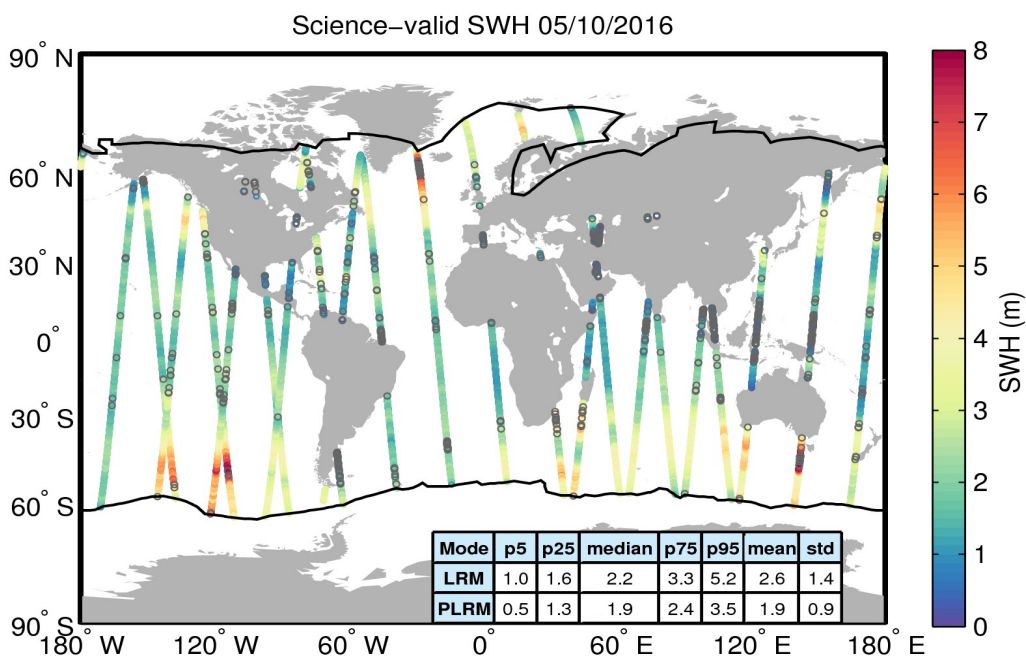 Science−valid SWH 05/10/2016
90° N
60° N
30° N
0°
30° S
60° S
90° S
180° W
120° W
60° W
0°
60° E
120° E
180° E
Mode p5 p25 median p75 p95 mean std
LRM 1.0 1.6 2.2 3.3 5.2 2.6 1.4
PLRM 0.5 1.3 1.9 2.4 3.5 1.9 0.9
8
7
6
5
4
3
2
1
0
SWH (m)